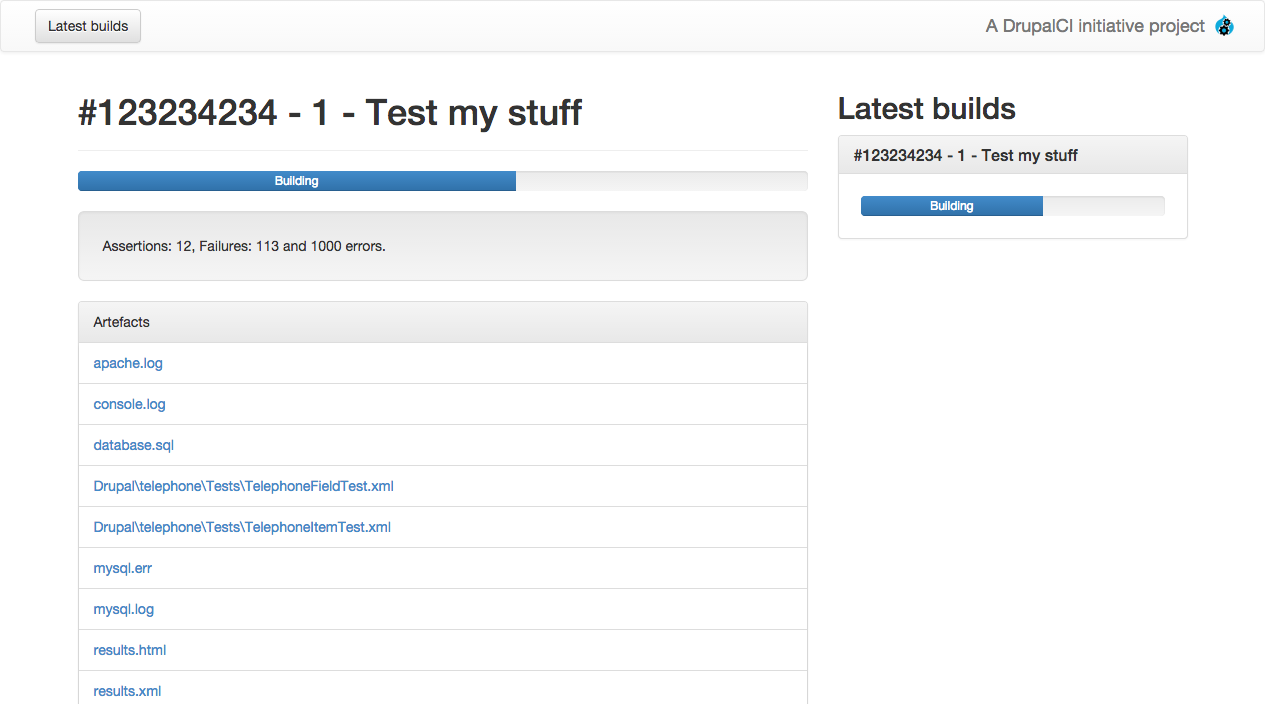 Latest builds
A DrupalCI initiative project
#123234234 - 1 - Test my stuff
Building
Assertions: 12, Failures: 113 and 1000 errors.
Artefacts
apache.log
console.log
database.sql
Drupal\telephone\Tests\TelephoneFieldTest.xml
Drupal\telephone\Tests\TelephoneItemTest.xml
mysql.err
mysql.log
results.html
results.xml
Latest builds
#123234234 - 1 - Test my stuff
Building